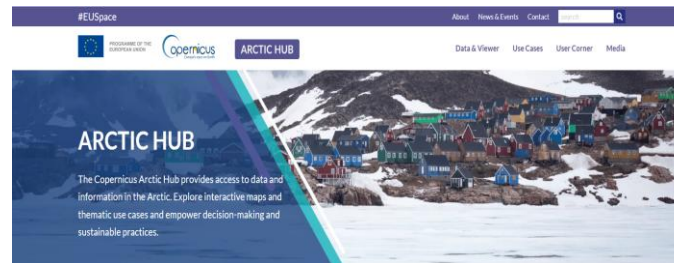 #EUSpace
About News & Events Contact search
PROGRAMME OF THE
EUROPEAN UNION
opernicus
ARCTIC HUB
Data & Viewer Use Cases User Corner Media
ARCTIC HUB
The Copernicus Arctic Hub provides access to data and
information in the Arctic. Explore interactive maps and
thematic use cases and empower decision-making and
sustainable practices.